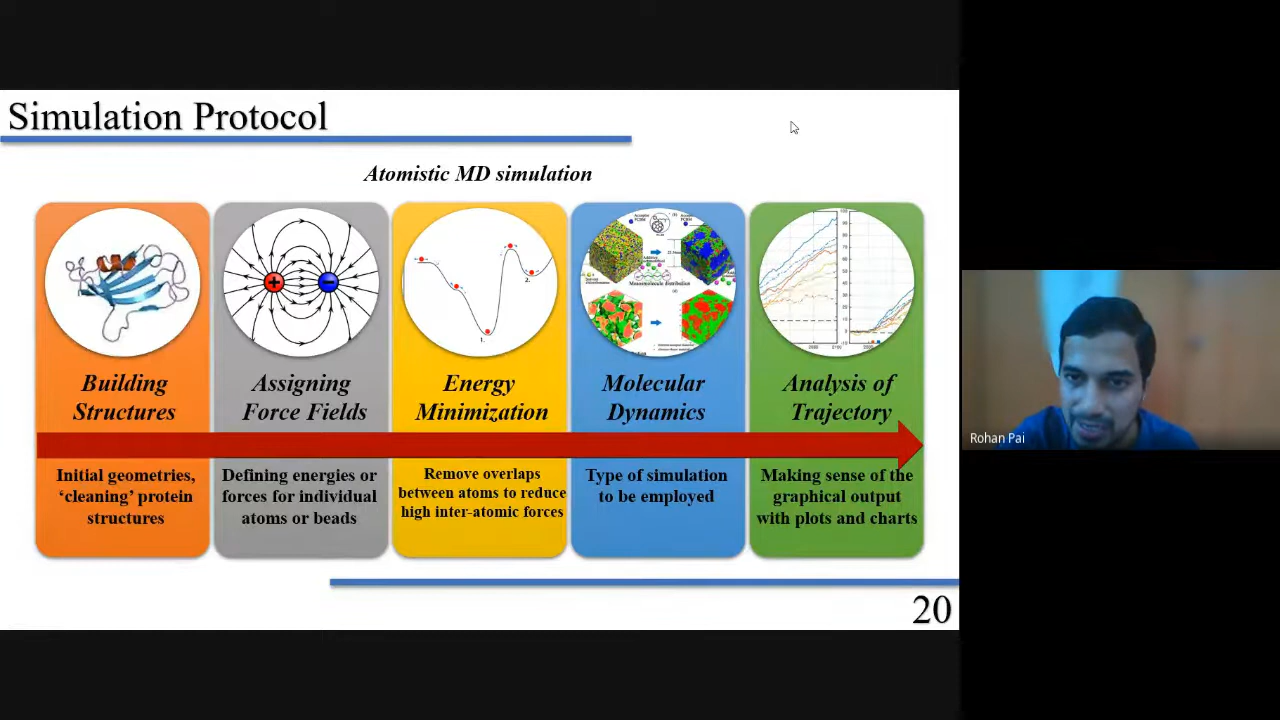 Simulation Protocol
Atomistic MD simulation
+
−
1.
2.
Building
Structures
Assigning
Force Fields
Energy
Minimization
Molecular
Dynamics
Analysis of
Trajectory
Initial geometries,
‘cleaning’ protein
structures
Defining energies or
forces for individual
atoms or beads
Remove overlaps
between atoms to reduce
high inter-atomic forces
Type of simulation
to be employed
Making sense of the
graphical output
with plots and charts
20
Rohan Pai